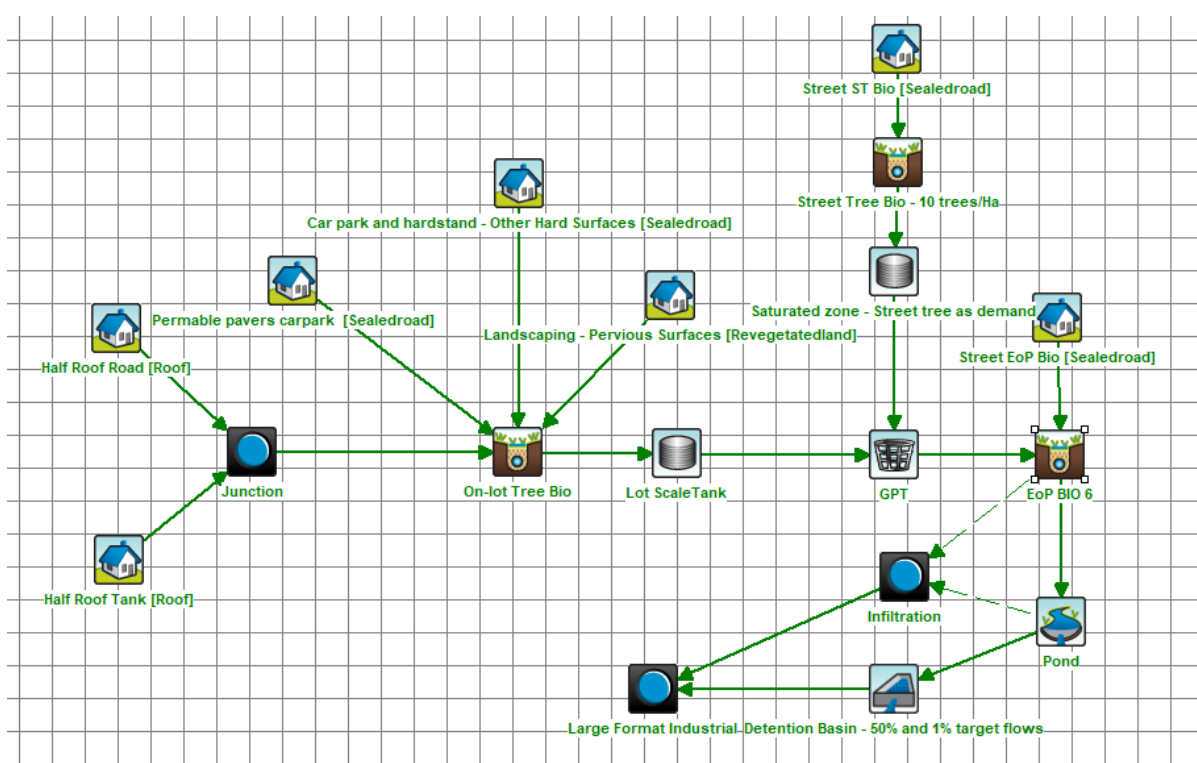 Street ST Bio [Sealedroad]
Street Tree Bio - 10 trees/Ha
Car park and hardstand - Other Hard Surfaces [Sealedroad]
Saturated zone - Street tree as demand
Permable pavers carpark [Sealedroad]
Landscaping - Pervious Surfaces [Revegetatedland]
Street EoP Bio [Sealedroad]
Half Roof Road [Roof]
Junction
On-lot Tree Bio
Lot ScaleTank
GPT
EoP BIO 6
Half Roof Tank [Roof]
Infiltration
Pond
Large Format Industrial
Detention Basin - 50% and 1% target flows